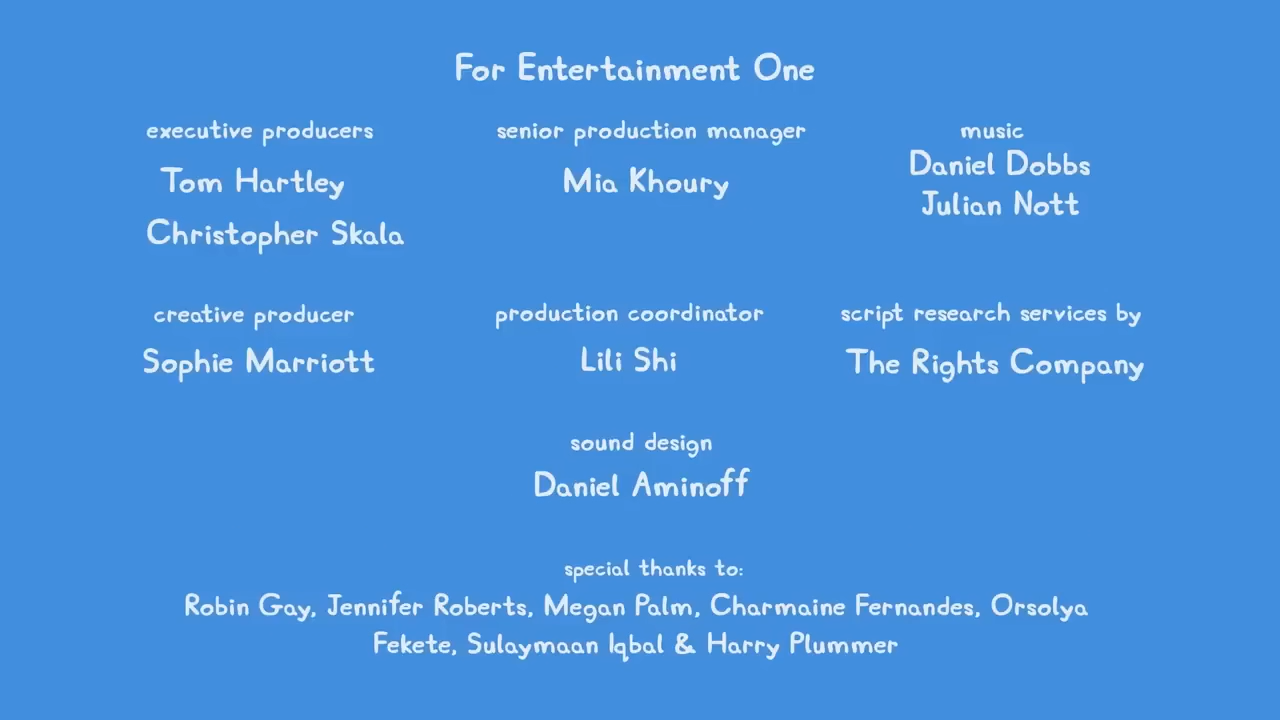 For Entertainment One
executive producers
Tom Hartley
Christopher Skala
senior production manager
Mia Khoury
music
Daniel Dobbs
Julian Nott
creative producer
Sophie Marriott
production coordinator
Lili Shi
script research services by
The Rights Company
sound design
Daniel Aminoff
special thanks to:
Robin Gay, Jennifer Roberts, Megan Palm, Charmaine Fernandes, Orsolya
Fekete, Sulaymaan Iqbal & Harry Plummer